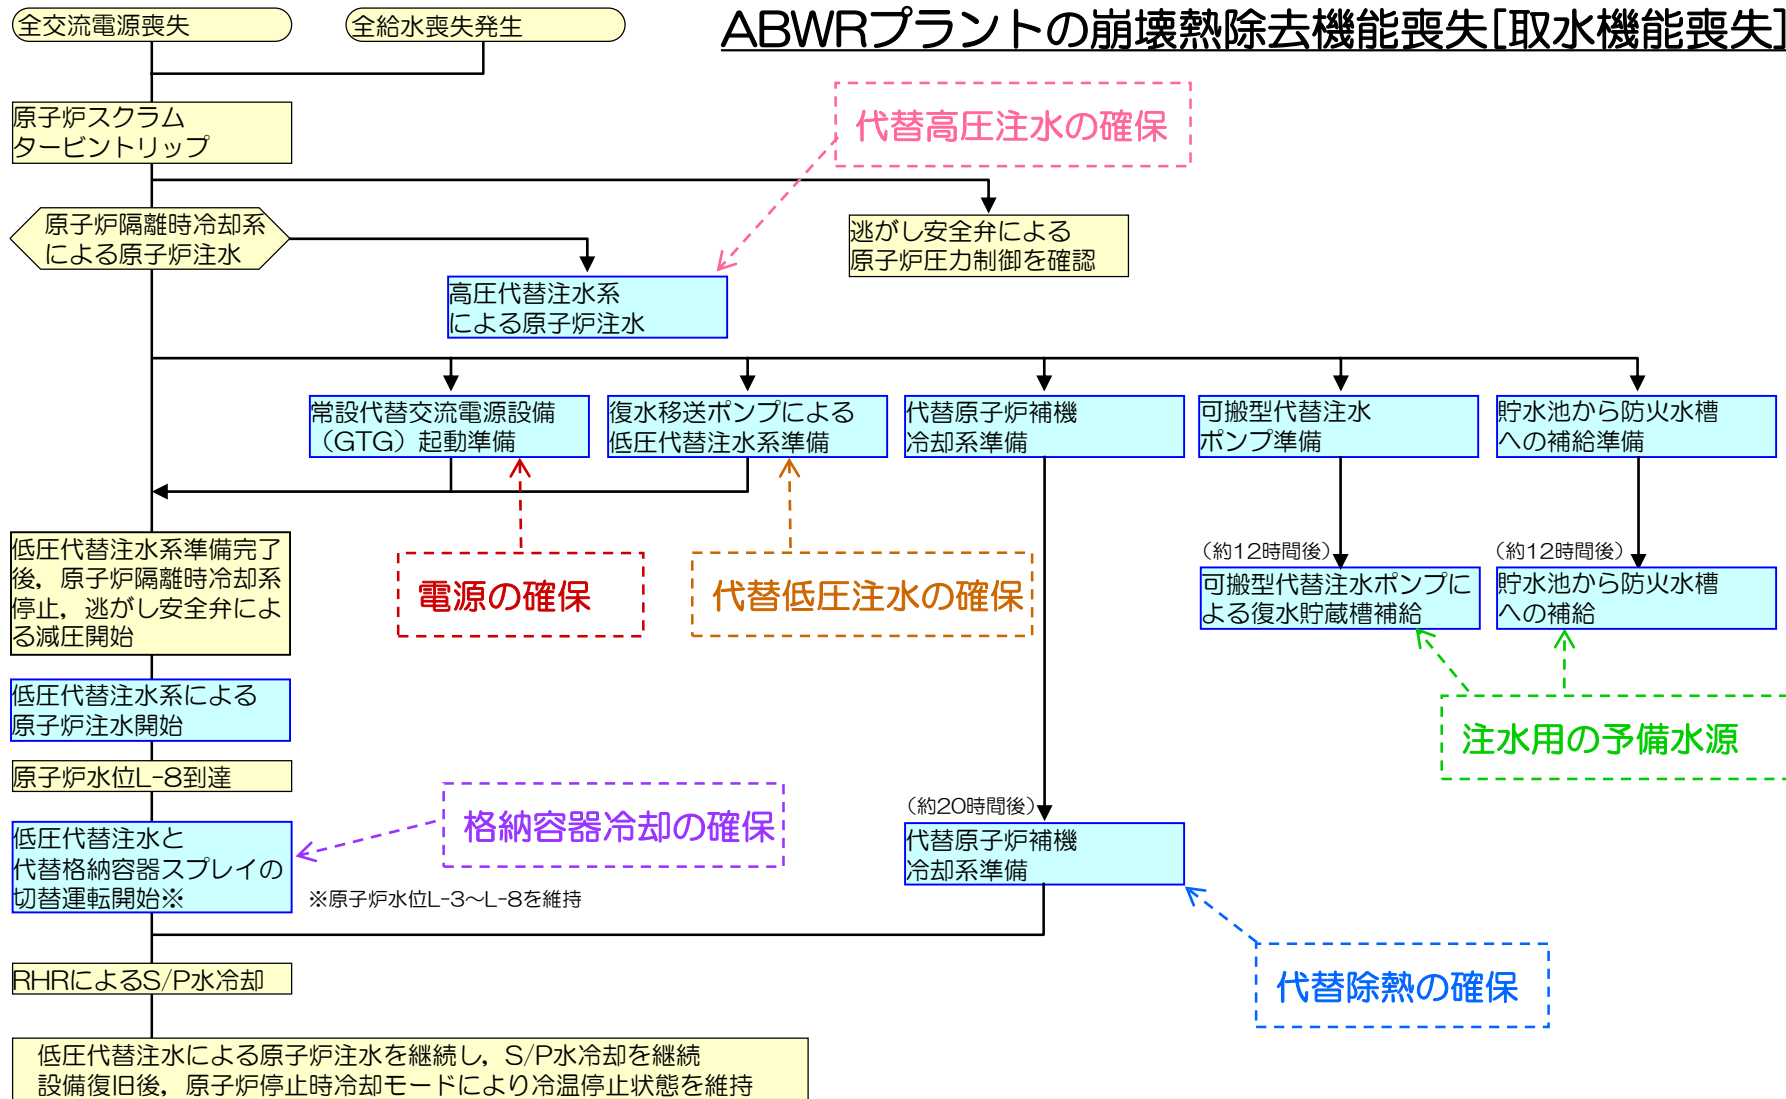 ABWRプラントの崩壊熱除去機能喪失[取水機能喪失]
全交流電源喪失
全給水喪失発生
原子炉スクラム
タービントリップ
代替高圧注水の確保
原子炉隔離時冷却系
による原子炉注水
逃がし安全弁による
原子炉圧力制御を確認
高圧代替注水系
による原子炉注水
常設代替交流電源設備
（GTG）起動準備
復水移送ポンプによる
低圧代替注水系準備
代替原子炉補機
冷却系準備
可搬型代替注水
ポンプ準備
貯水池から防火水槽
への補給準備
低圧代替注水系準備完了
後，原子炉隔離時冷却系
停止，逃がし安全弁によ
る減圧開始
電源の確保
代替低圧注水の確保
（約12時間後）
可搬型代替注水ポンプに
よる復水貯蔵槽補給
（約12時間後）
貯水池から防火水槽
への補給
低圧代替注水系による
原子炉注水開始
注水用の予備水源
原子炉水位L-8到達
格納容器冷却の確保
（約20時間後）
低圧代替注水と
代替格納容器スプレイの
切替運転開始※
※原子炉水位L-3～L-8を維持
代替原子炉補機
冷却系準備
RHRによるS/P水冷却
代替除熱の確保
低圧代替注水による原子炉注水を継続し，S/P水冷却を継続
設備復旧後，原子炉停止時冷却モードにより冷温停止状態を維持